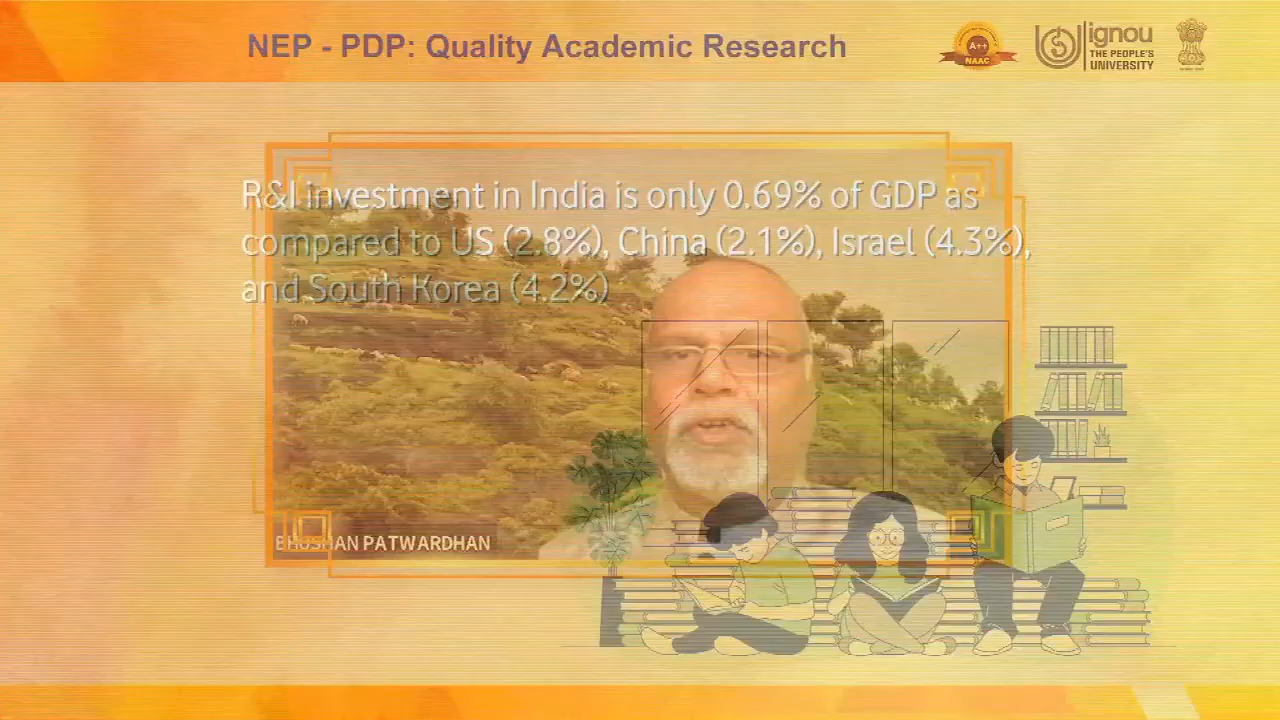 NEP - PDP: Quality Academic Research
A++
NAAC
ignou
THE PEOPLE'S
UNIVERSITY
R&I investment in India is only 0.69% of GDP as
compared to US (2.8%), China (2.1%), Israel (4.3%),
and South Korea (4.2%)
BHUSHAN PATWARDHAN